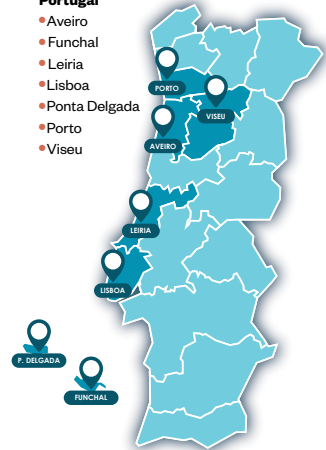 Portugal
•Aveiro
•Funchal
•Leiria
•Lisboa
•Ponta Delgada
•Porto
•Viseu
PORTO
VISEU
AVEIRO
LEIRIA
LISBOA
P. DELGADA
FUNCHAL